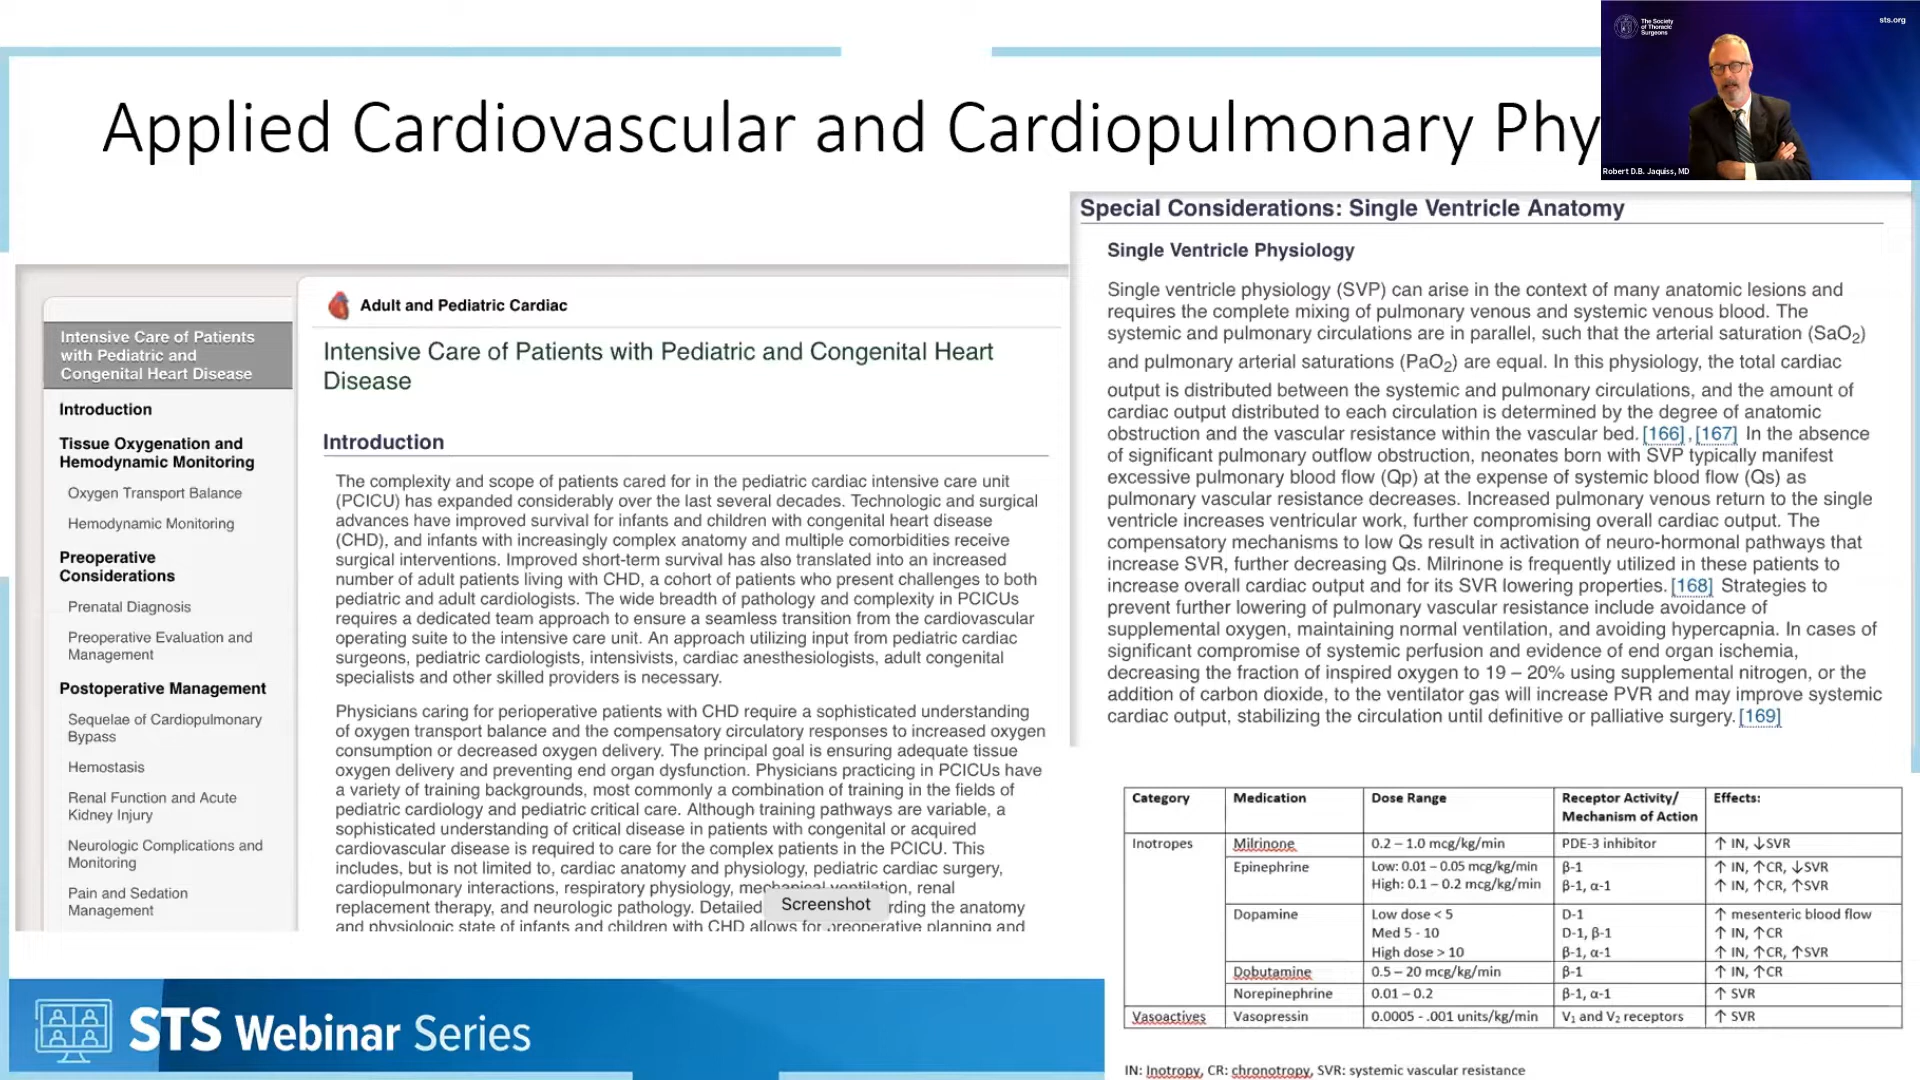 Applied Cardiovascular and Cardiopulmonary Phy
The Society
of Thoracic
Surgeons
sts.org
Robert D.B. Jaquiss, MD
Intensive Care of Patients
with Pediatric and
Congenital Heart Disease
Introduction
Tissue Oxygenation and
Hemodynamic Monitoring
Oxygen Transport Balance
Hemodynamic Monitoring
Preoperative
Considerations
Prenatal Diagnosis
Preoperative Evaluation and
Management
Postoperative Management
Sequelae of Cardiopulmonary
Bypass
Hemostasis
Renal Function and Acute
Kidney Injury
Neurologic Complications and
Monitoring
Pain and Sedation
Management
Adult and Pediatric Cardiac
Intensive Care of Patients with Pediatric and Congenital Heart
Disease
Introduction
The complexity and scope of patients cared for in the pediatric cardiac intensive care unit
(PCICU) has expanded considerably over the last several decades. Technologic and surgical
advances have improved survival for infants and children with congenital heart disease
(CHD), and infants with increasingly complex anatomy and multiple comorbidities receive
surgical interventions. Improved short-term survival has also translated into an increased
number of adult patients living with CHD, a cohort of patients who present challenges to both
pediatric and adult cardiologists. The wide breadth of pathology and complexity in PCICUs
requires a dedicated team approach to ensure a seamless transition from the cardiovascular
operating suite to the intensive care unit. An approach utilizing input from pediatric cardiac
surgeons, pediatric cardiologists, intensivists, cardiac anesthesiologists, adult congenital
specialists and other skilled providers is necessary.
Physicians caring for perioperative patients with CHD require a sophisticated understanding
of oxygen transport balance and the compensatory circulatory responses to increased oxygen
consumption or decreased oxygen delivery. The principal goal is ensuring adequate tissue
oxygen delivery and preventing end organ dysfunction. Physicians practicing in PCICUs have
a variety of training backgrounds, most commonly a combination of training in the fields of
pediatric cardiology and pediatric critical care. Although training pathways are variable, a
sophisticated understanding of critical disease in patients with congenital or acquired
cardiovascular disease is required to care for the complex patients in the PCICU. This
includes, but is not limited to, cardiac anatomy and physiology, pediatric cardiac surgery,
cardiopulmonary interactions, respiratory physiology, mechanical ventilation, renal
replacement therapy, and neurologic pathology. Detailed rding the anatomy
and physiologic state of infants and children with CHD allows for preoperative planning and
Screenshot
Special Considerations: Single Ventricle Anatomy
Single Ventricle Physiology
Single ventricle physiology (SVP) can arise in the context of many anatomic lesions and
requires the complete mixing of pulmonary venous and systemic venous blood. The
systemic and pulmonary circulations are in parallel, such that the arterial saturation (SaO2)
and pulmonary arterial saturations (PaO2) are equal. In this physiology, the total cardiac
output is distributed between the systemic and pulmonary circulations, and the amount of
cardiac output distributed to each circulation is determined by the degree of anatomic
obstruction and the vascular resistance within the vascular bed. [166] , [167] In the absence
of significant pulmonary outflow obstruction, neonates born with SVP typically manifest
excessive pulmonary blood flow (Qp) at the expense of systemic blood flow (Qs) as
pulmonary vascular resistance decreases. Increased pulmonary venous return to the single
ventricle increases ventricular work, further compromising overall cardiac output. The
compensatory mechanisms to low Qs result in activation of neuro-hormonal pathways that
increase SVR, further decreasing Qs. Milrinone is frequently utilized in these patients to
increase overall cardiac output and for its SVR lowering properties. [168] Strategies to
prevent further lowering of pulmonary vascular resistance include avoidance of
supplemental oxygen, maintaining normal ventilation, and avoiding hypercapnia. In cases of
significant compromise of systemic perfusion and evidence of end organ ischemia,
decreasing the fraction of inspired oxygen to 19 – 20% using supplemental nitrogen, or the
addition of carbon dioxide, to the ventilator gas will increase PVR and may improve systemic
cardiac output, stabilizing the circulation until definitive or palliative surgery. [169]
Category Medication Dose Range Receptor Activity/ Effects:
Mechanism of Action
Inotropes Milrinone 0.2 – 1.0 mcg/kg/min PDE-3 inhibitor ↑ IN, ↓SVR
Epinephrine Low: 0.01 – 0.05 mcg/kg/min β-1 ↑ IN, ↑CR, ↓SVR
High: 0.1 – 0.2 mcg/kg/min β-1, α-1 ↑ IN, ↑CR, ↑SVR
Dopamine Low dose < 5 D-1 ↑ mesenteric blood flow
Med 5 - 10 D-1, β-1 ↑ IN, ↑CR
High dose > 10 β-1, α-1 ↑ IN, ↑CR, ↑SVR
Dobutamine 0.5 – 20 mcg/kg/min β-1 ↑ IN, ↑CR
Norepinephrine 0.01 – 0.2 β-1, α-1 ↑ SVR
Vasoactives Vasopressin 0.0005 - .001 units/kg/min V1 and V2 receptors ↑ SVR
IN: Inotropy, CR: chronotropy, SVR: systemic vascular resistance
STS Webinar Series